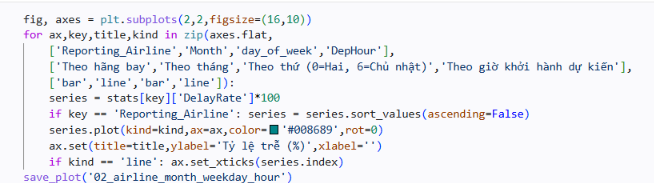 fig, axes = plt.subplots(2,2,figsize=(16,10))
for ax,key,title,kind in zip(axes.flat,
    ['Reporting_Airline','Month','day_of_week','DepHour'],
    ['Theo hãng bay','Theo tháng','Theo thứ (0=Hai, 6=Chủ nhật)','Theo giờ khởi hành dự kiến'],
    ['bar','line','bar','line']):
    series = stats[key]['DelayRate']*100
    if key == 'Reporting_Airline': series = series.sort_values(ascending=False)
    series.plot(kind=kind,ax=ax,color='#008689',rot=0)
    ax.set(title=title,ylabel='Tỷ lệ trễ (%)',xlabel='')
    if kind == 'line': ax.set_xticks(series.index)
save_plot('02_airline_month_weekday_hour')